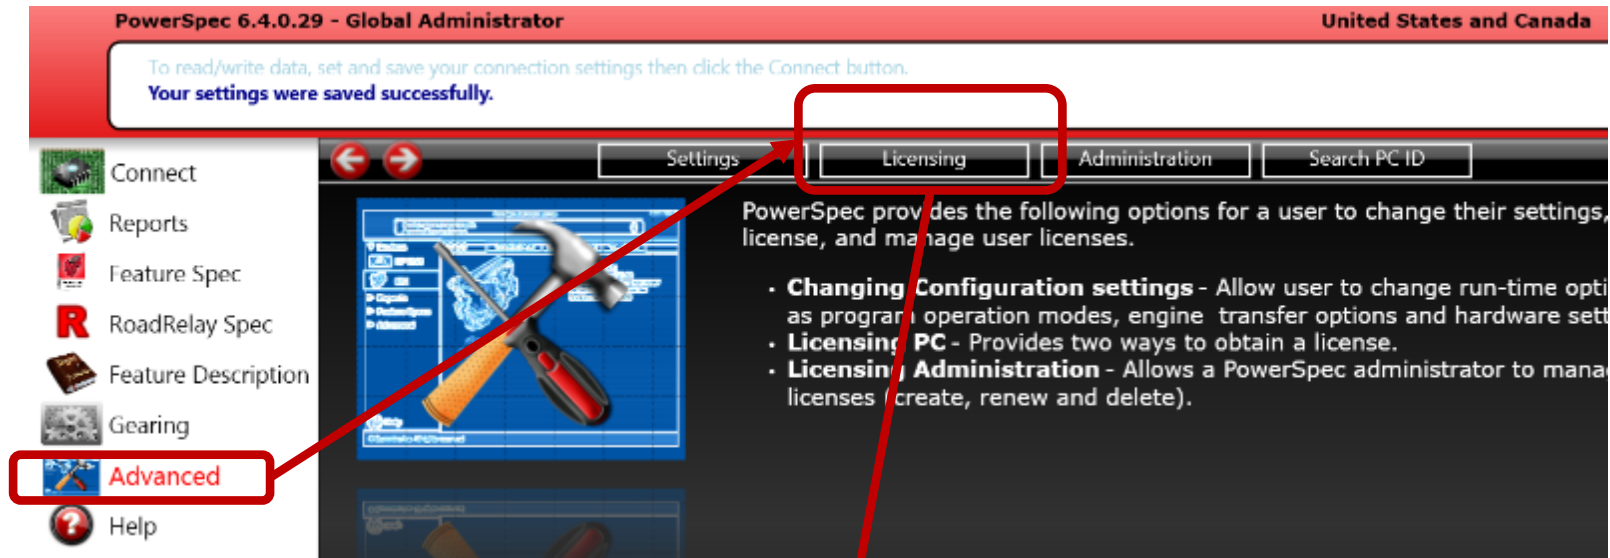 PowerSpec 6.4.0.29 - Global Administrator
United States and Canada
To read/write data, set and save your connection settings then click the Connect button.
Your settings were saved successfully.
Connect
Reports
Feature Spec
RoadRelay Spec
Feature Description
Gearing
Advanced
Help
Settings
Licensing
Administration
Search PC ID
PowerSpec provides the following options for a user to change their settings,
license, and manage user licenses.
• Changing Configuration settings - Allow user to change run-time opti
as program operation modes, engine transfer options and hardware sett
• Licensing PC - Provides two ways to obtain a license.
• Licensing Administration - Allows a PowerSpec administrator to mana
licenses (create, renew and delete).